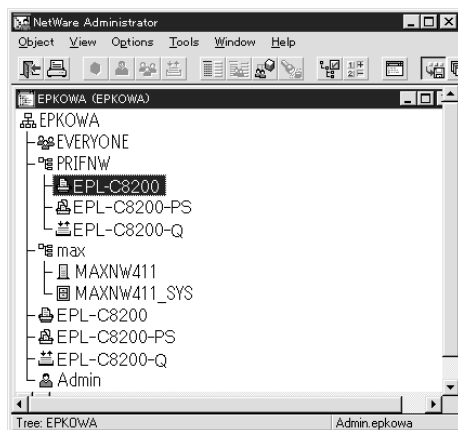 NetWare Administrator
Object View Options Tools Window Help
EPKOWA (EPKOWA)
EPKOWA
EVERYONE
PRIFNW
EPL-C8200
EPL-C8200-PS
EPL-C8200-Q
max
MAXNW411
MAXNW411_SYS
EPL-C8200
EPL-C8200-PS
EPL-C8200-Q
Admin
Tree: EPKOWA Admin.epkowa